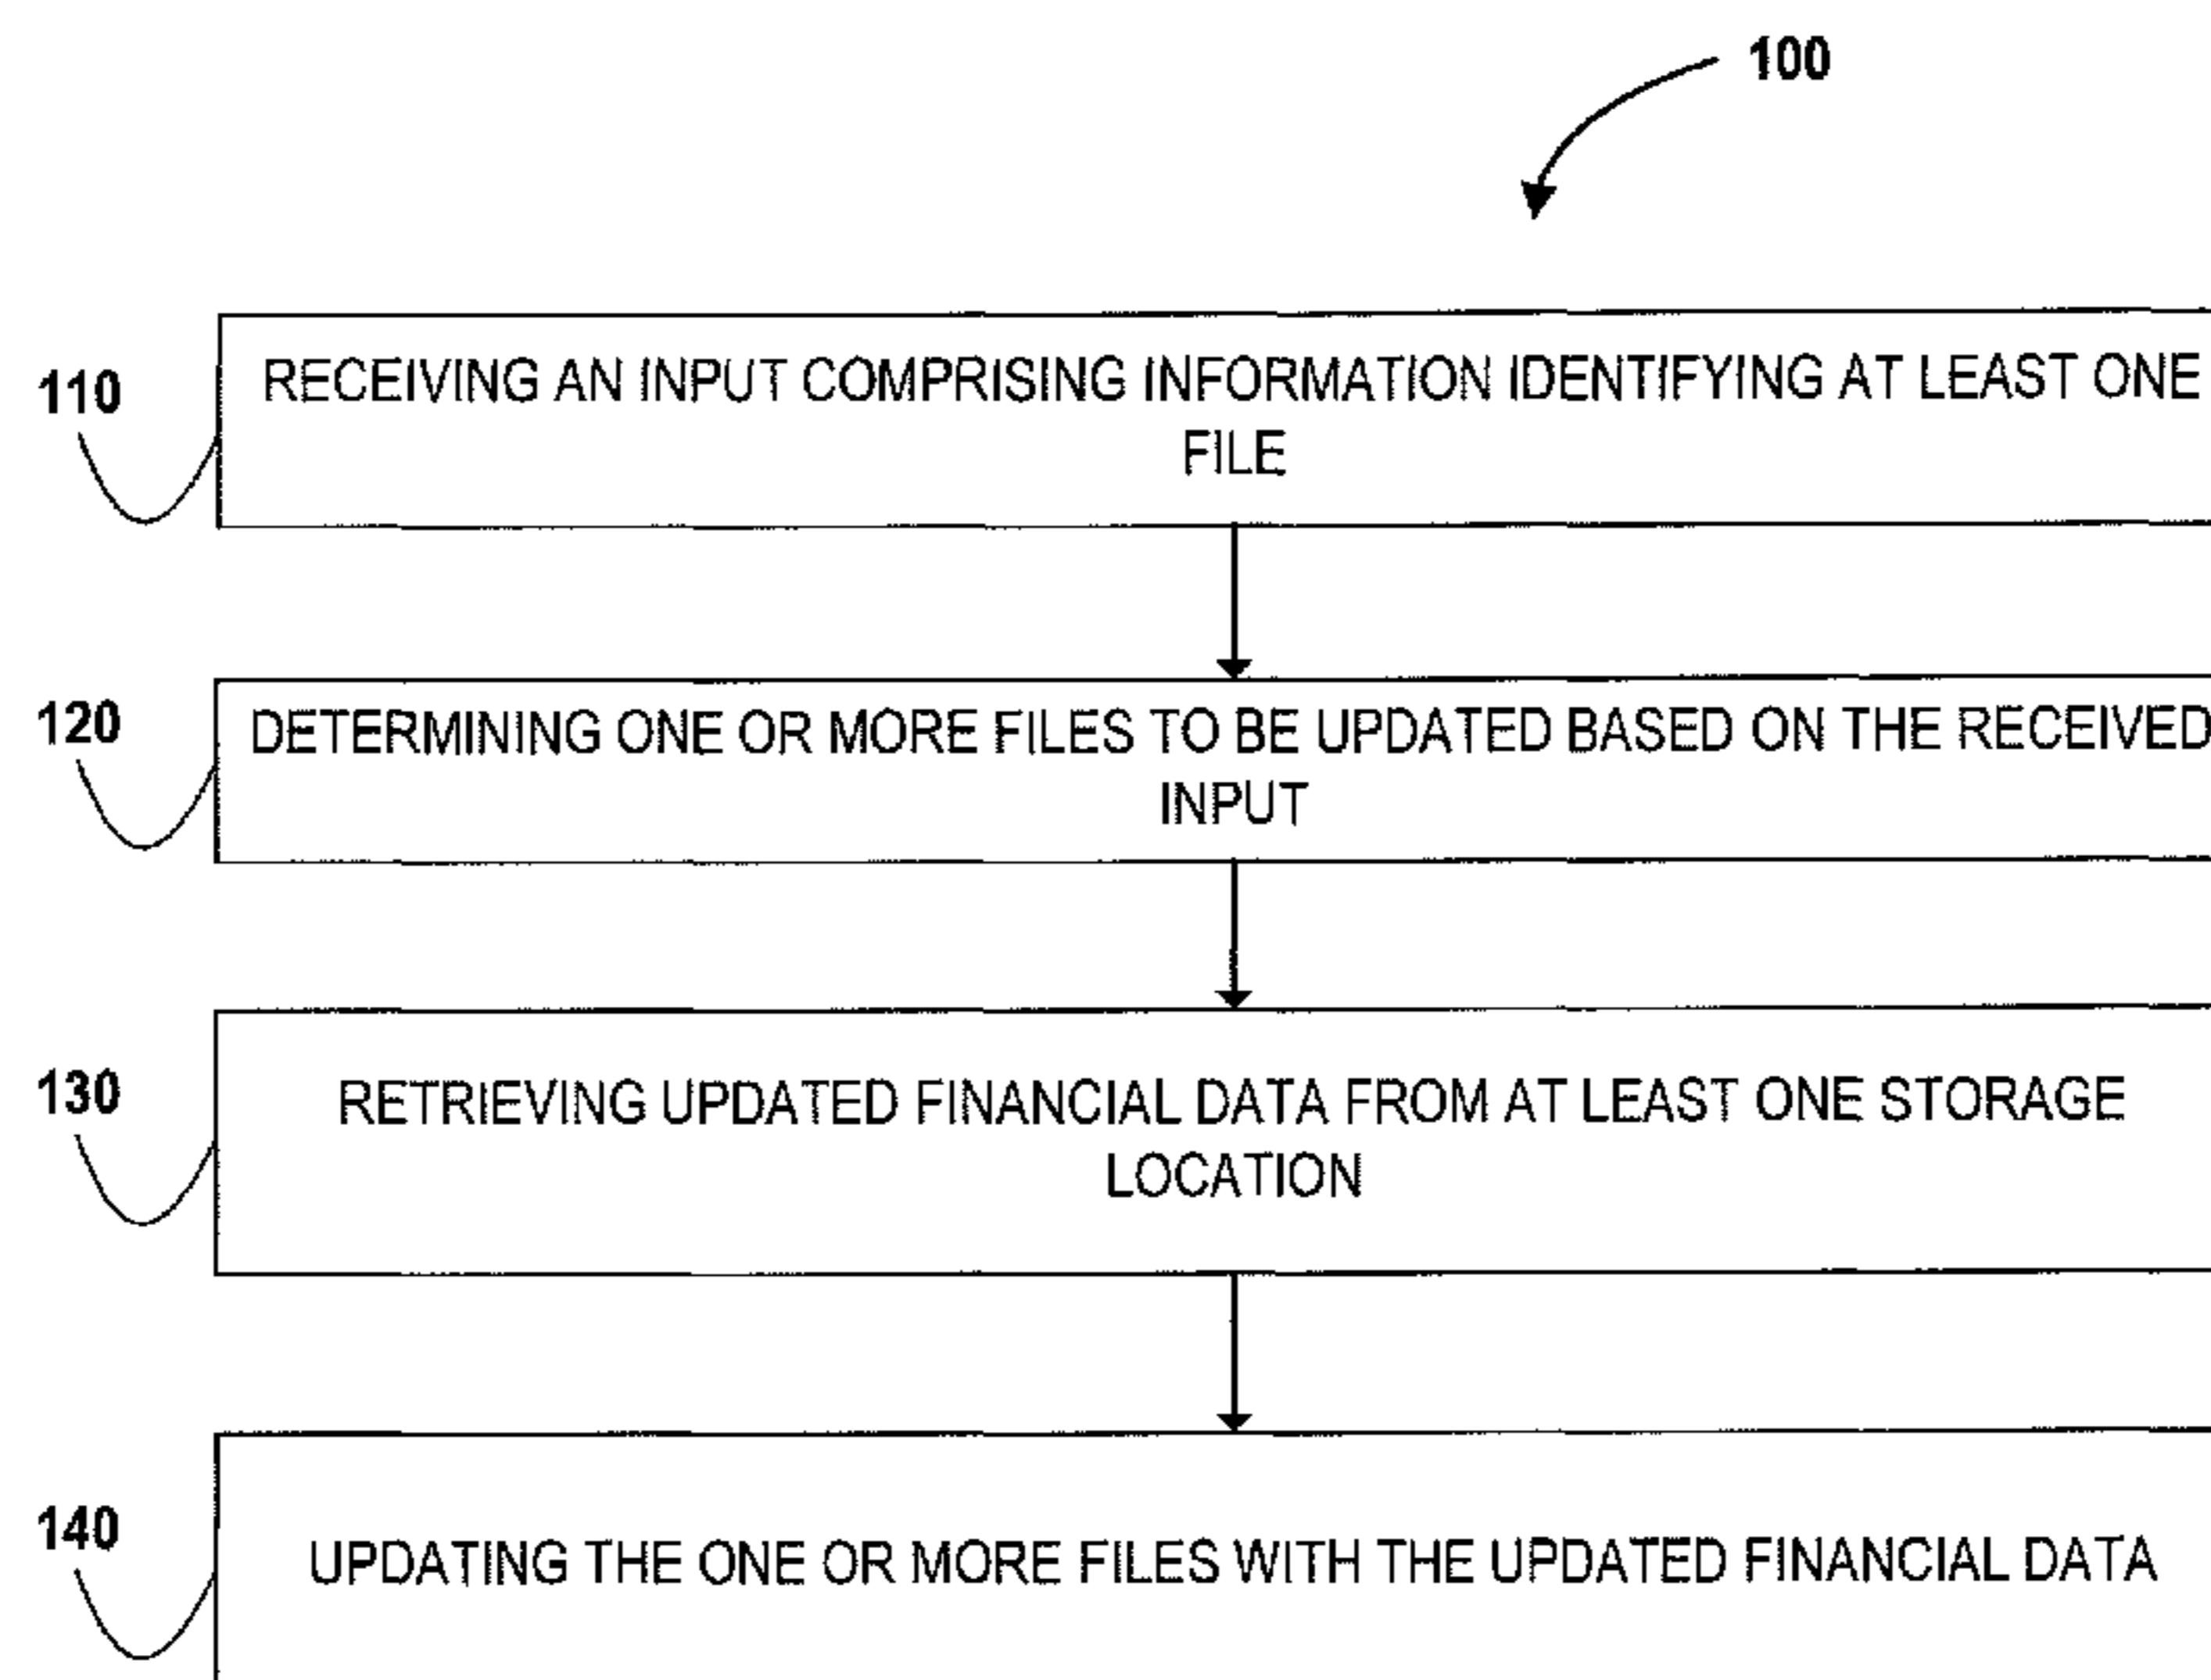 100
110
RECEIVING AN INPUT COMPRISING INFORMATION IDENTIFYING AT LEAST ONE
FILE
120
DETERMINING ONE OR MORE FILES TO BE UPDATED BASED ON THE RECEIVED
INPUT
130
RETRIEVING UPDATED FINANCIAL DATA FROM AT LEAST ONE STORAGE
LOCATION
140
UPDATING THE ONE OR MORE FILES WITH THE UPDATED FINANCIAL DATA